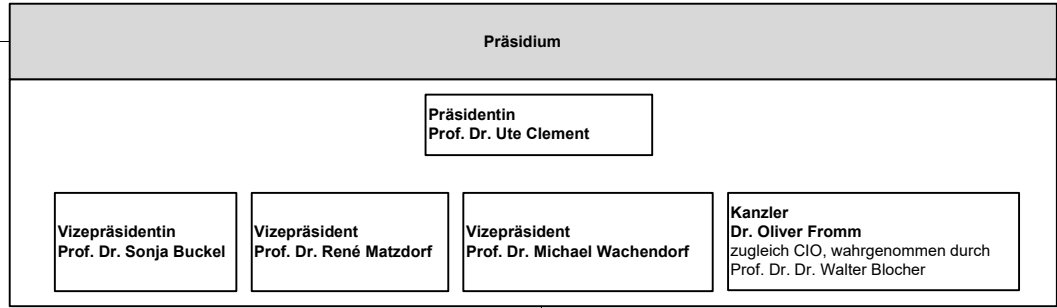 Präsidium
Präsidentin
Prof. Dr. Ute Clement
Vizepräsidentin
Prof. Dr. Sonja Buckel
Vizepräsident
Prof. Dr. René Matzdorf
Vizepräsident
Prof. Dr. Michael Wachendorf
Kanzler
Dr. Oliver Fromm
zugleich CIO, wahrgenommen durch
Prof. Dr. Dr. Walter Blocher